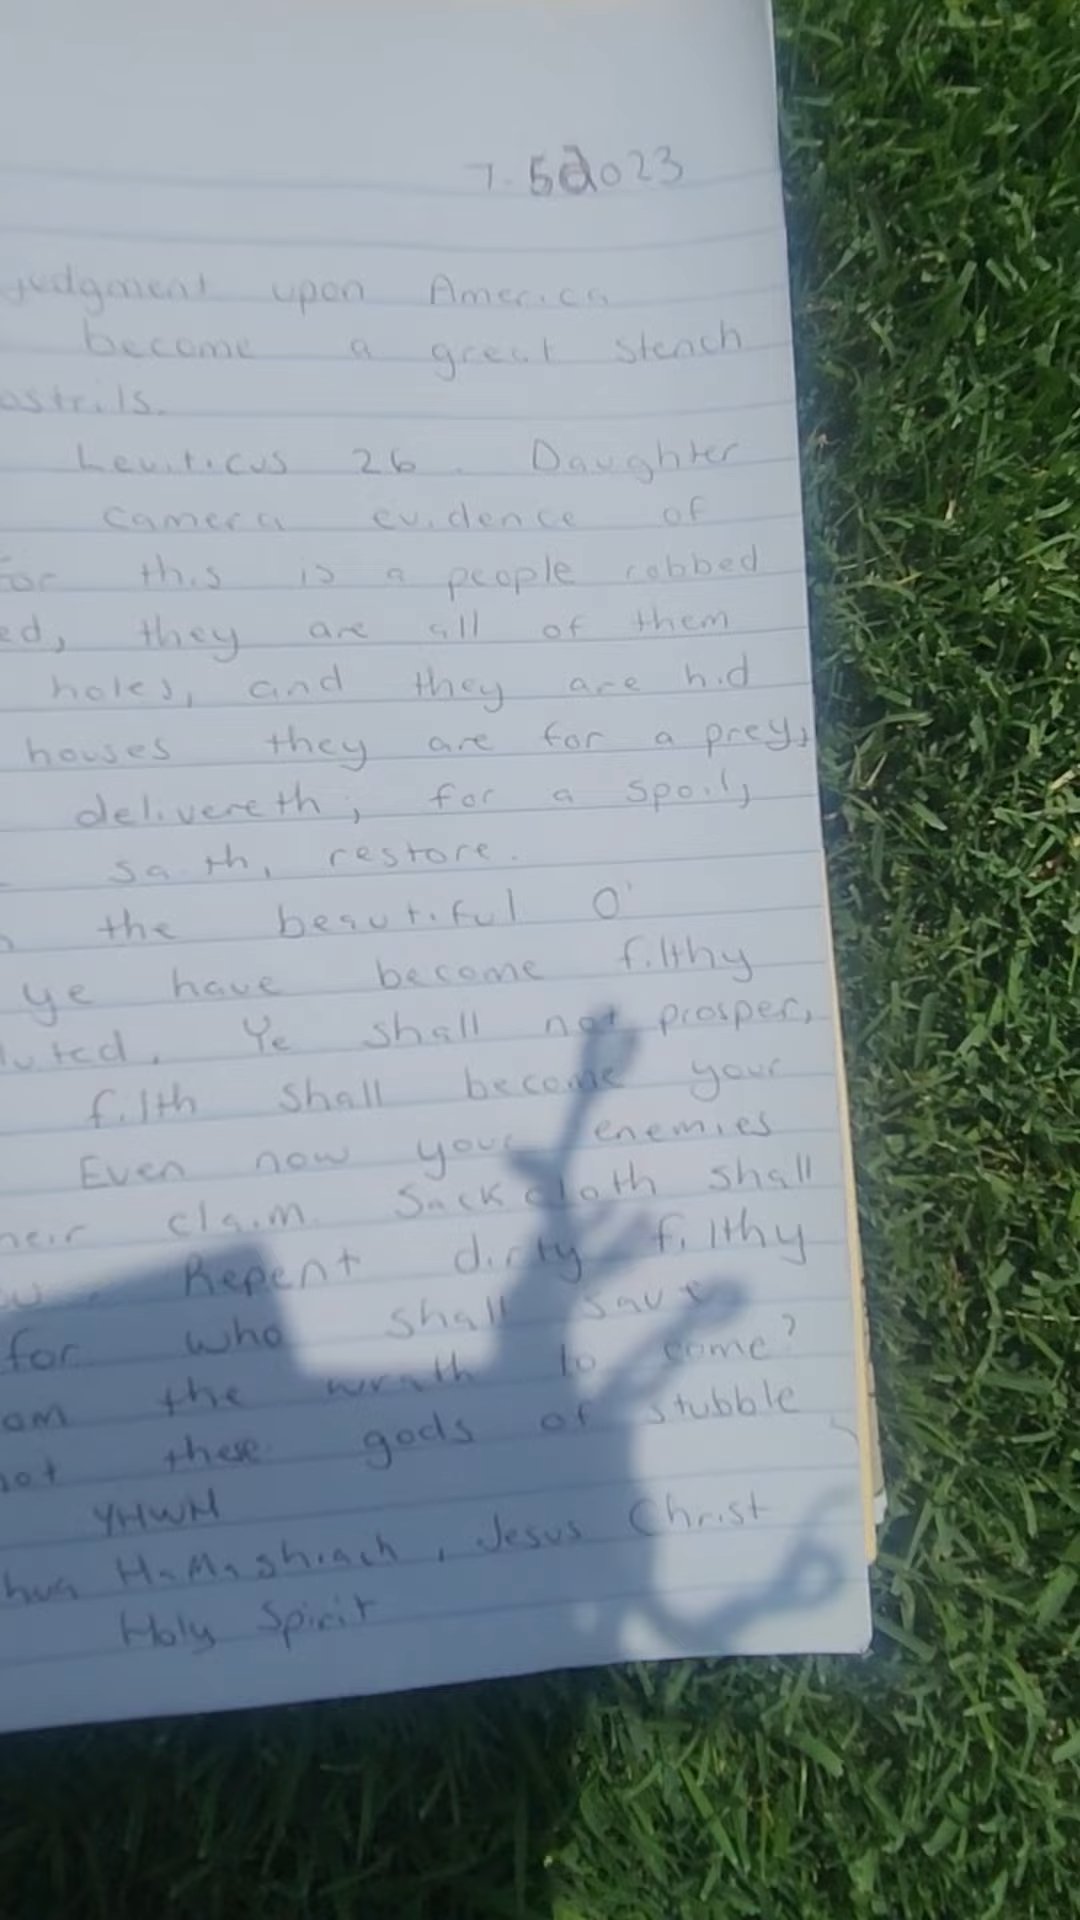 7.5 2023
judgment upon America
become a great stench
ostrils.
Leviticus 26. Daughter
camera evidence of
for this is a people robbed
ed, they are all of them
holes, and they are hid
houses they are for a prey,
delivereth; for a spoil,
saith, restore.
the beautiful O'
ye have become filthy
luted. Ye shall not prosper,
filth shall become your
Even now your enemies
heir claim. Sackcloth shall
Repent dirty filthy
for who shall save
om the wrath to come?
not these gods of stubble
YHWH
hua HaMashiach, Jesus Christ
Holy Spirit